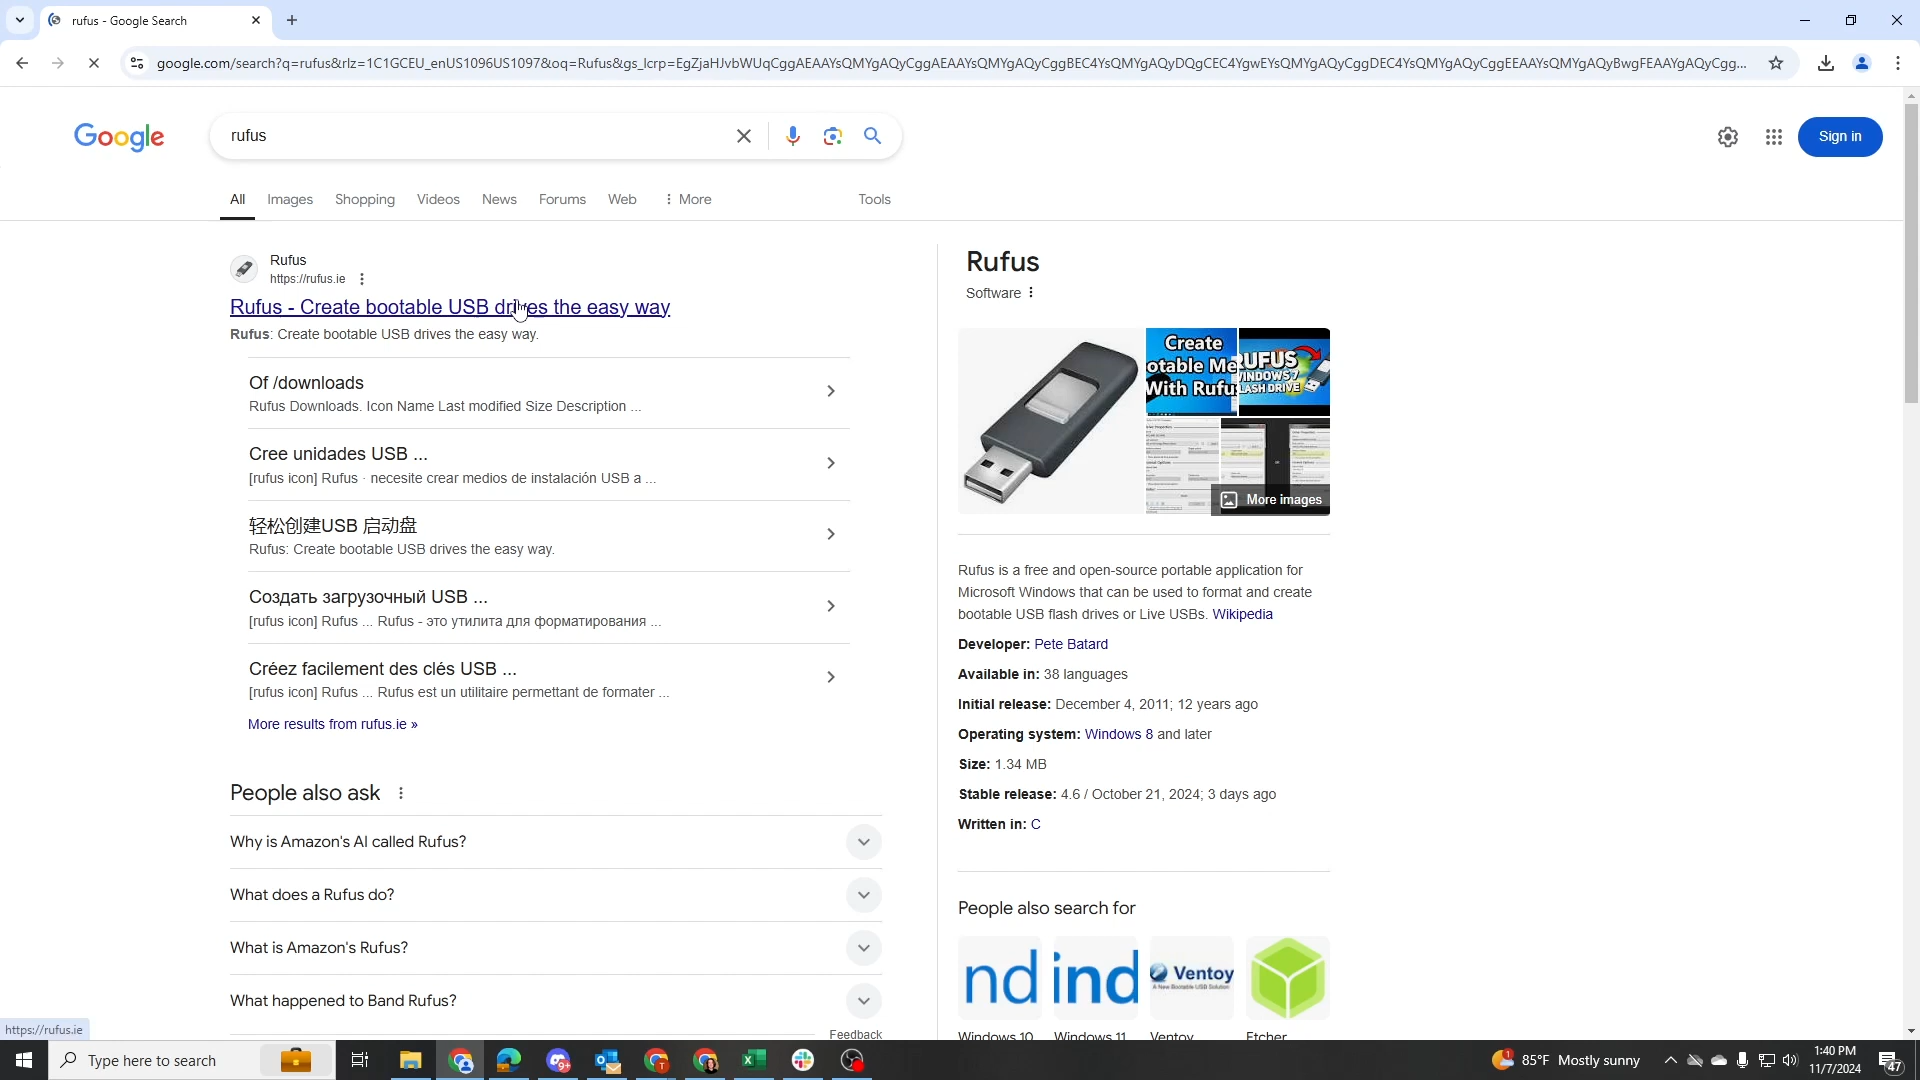 rufus - Google Search
google.com/search?q=rufus&rlz=1C1GCEU_enUS1096US1097&oq=Rufus&gs_lcrp=EgZjaHJvbWUqCggAEAAYsQMYgAQyCggAEAAYsQMYgAQyCggBEC4YsQMYgAQyDQgCEC4YgwEYsQMYgAQyCggDEC4YsQMYgAQyCggEEAAYsQMYgAQyBwgFEAAYgAQyCgg...
Google
rufus
Sign in
All Images Shopping Videos News Forums Web More Tools
Rufus
https://rufus.ie
Rufus - Create bootable USB drives the easy way
Rufus: Create bootable USB drives the easy way.
Of /downloads
Rufus Downloads. Icon Name Last modified Size Description ...
Cree unidades USB ...
[rufus icon] Rufus · necesite crear medios de instalación USB a ...
轻松创建USB 启动盘
Rufus: Create bootable USB drives the easy way.
Создать загрузочный USB ...
[rufus icon] Rufus ... Rufus - это утилита для форматирования ...
Créez facilement des clés USB ...
[rufus icon] Rufus ... Rufus est un utilitaire permettant de formater ...
More results from rufus.ie »
People also ask
Why is Amazon's AI called Rufus?
What does a Rufus do?
What is Amazon's Rufus?
What happened to Band Rufus?
Feedback
Rufus
Software
Create
otable Me
With Rufu
RUFUS
WINDOWS 7
LASH DRIVE
More images
Rufus is a free and open-source portable application for
Microsoft Windows that can be used to format and create
bootable USB flash drives or Live USBs. Wikipedia
Developer: Pete Batard
Available in: 38 languages
Initial release: December 4, 2011; 12 years ago
Operating system: Windows 8 and later
Size: 1.34 MB
Stable release: 4.6 / October 21, 2024; 3 days ago
Written in: C
People also search for
nd ind Ventoy
A New Bootable USB Solution
Windows 10 Windows 11 Ventoy Etcher
https://rufus.ie
Type here to search
9+
T
T
1
85°F Mostly sunny
1:40 PM
11/7/2024
47